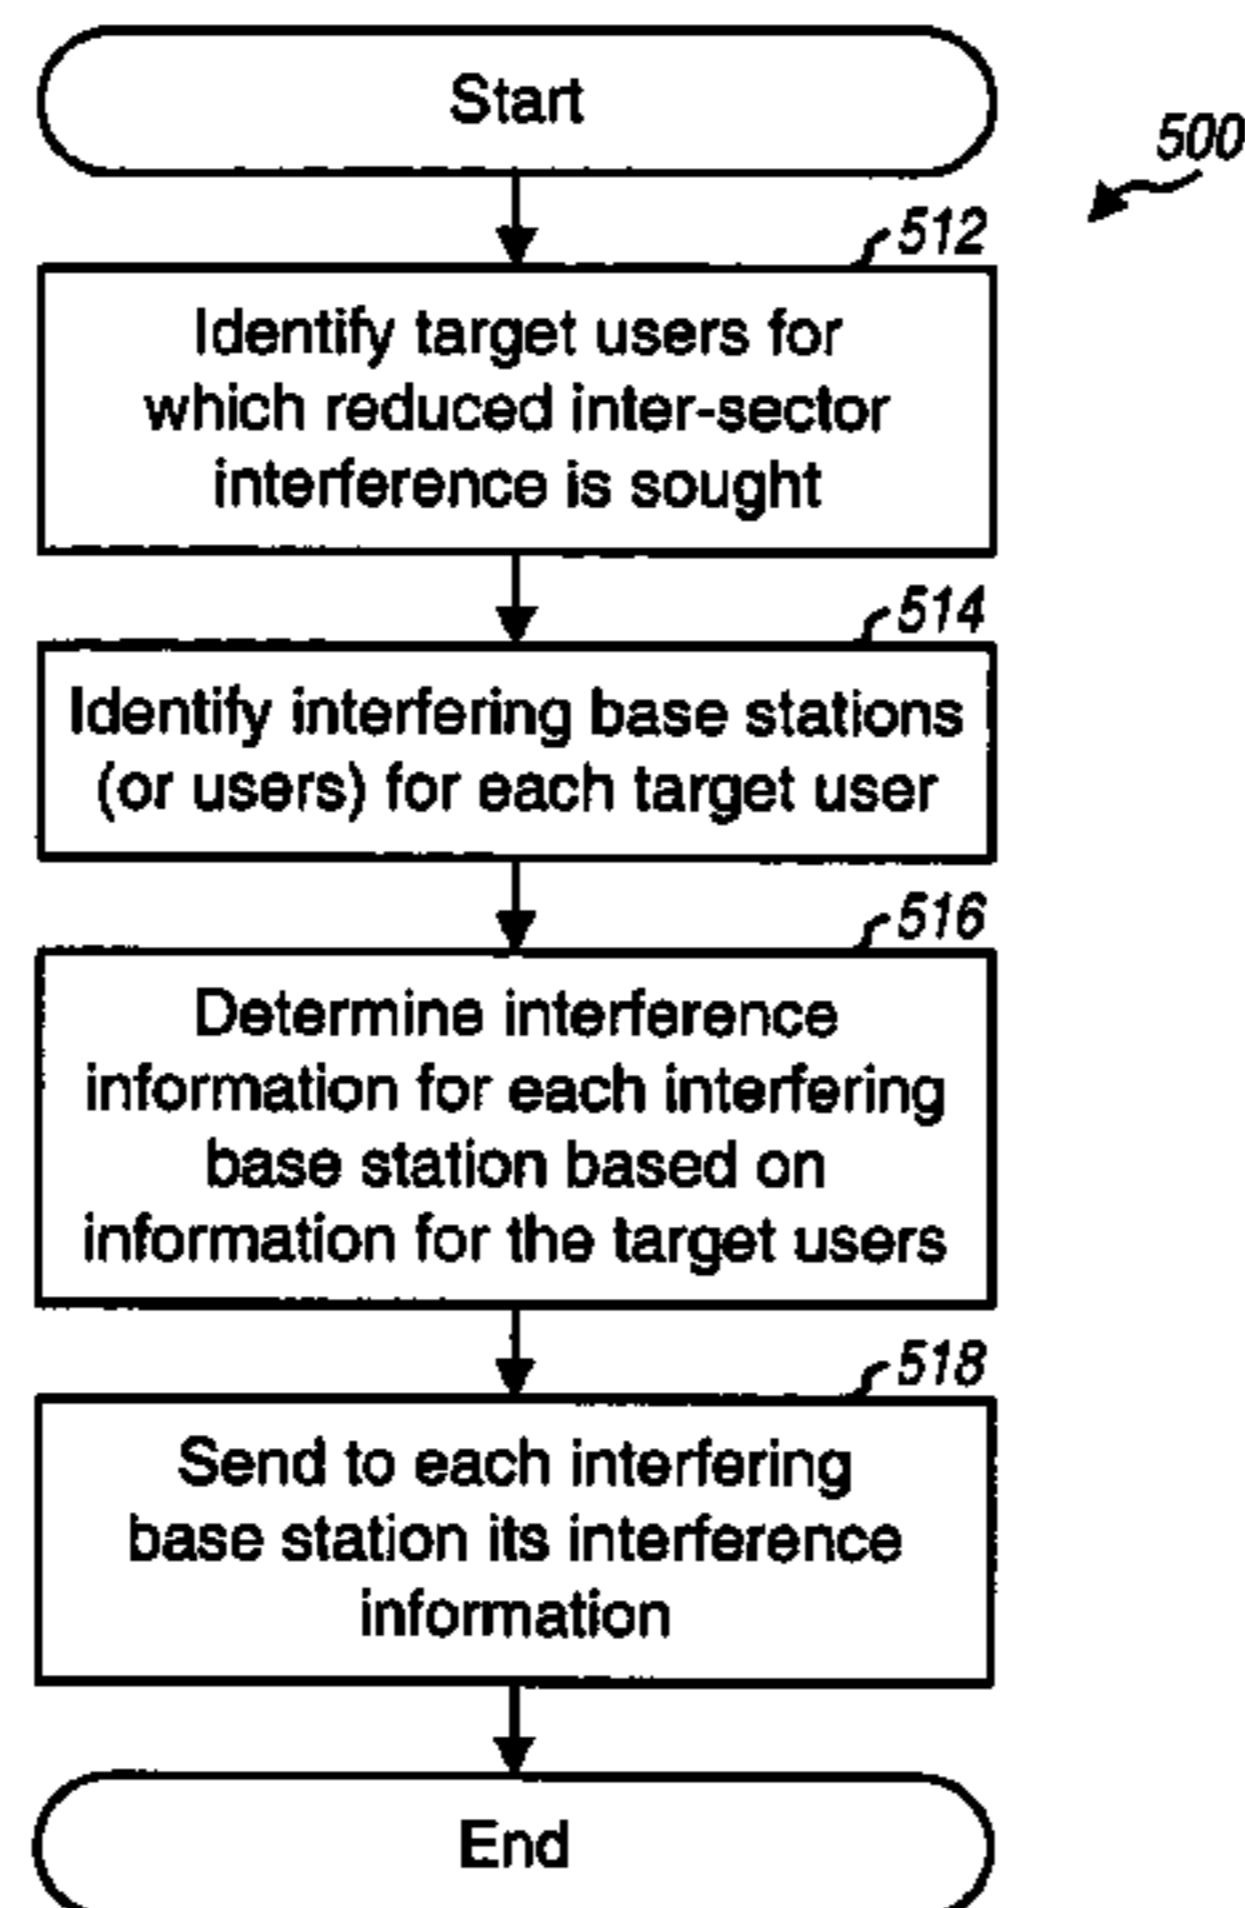 Start
500
512
Identify target users for
which reduced inter-sector
interference is sought
514
Identify interfering base stations
(or users) for each target user
516
Determine interference
information for each interfering
base station based on
information for the target users
518
Send to each interfering
base station its interference
information
End